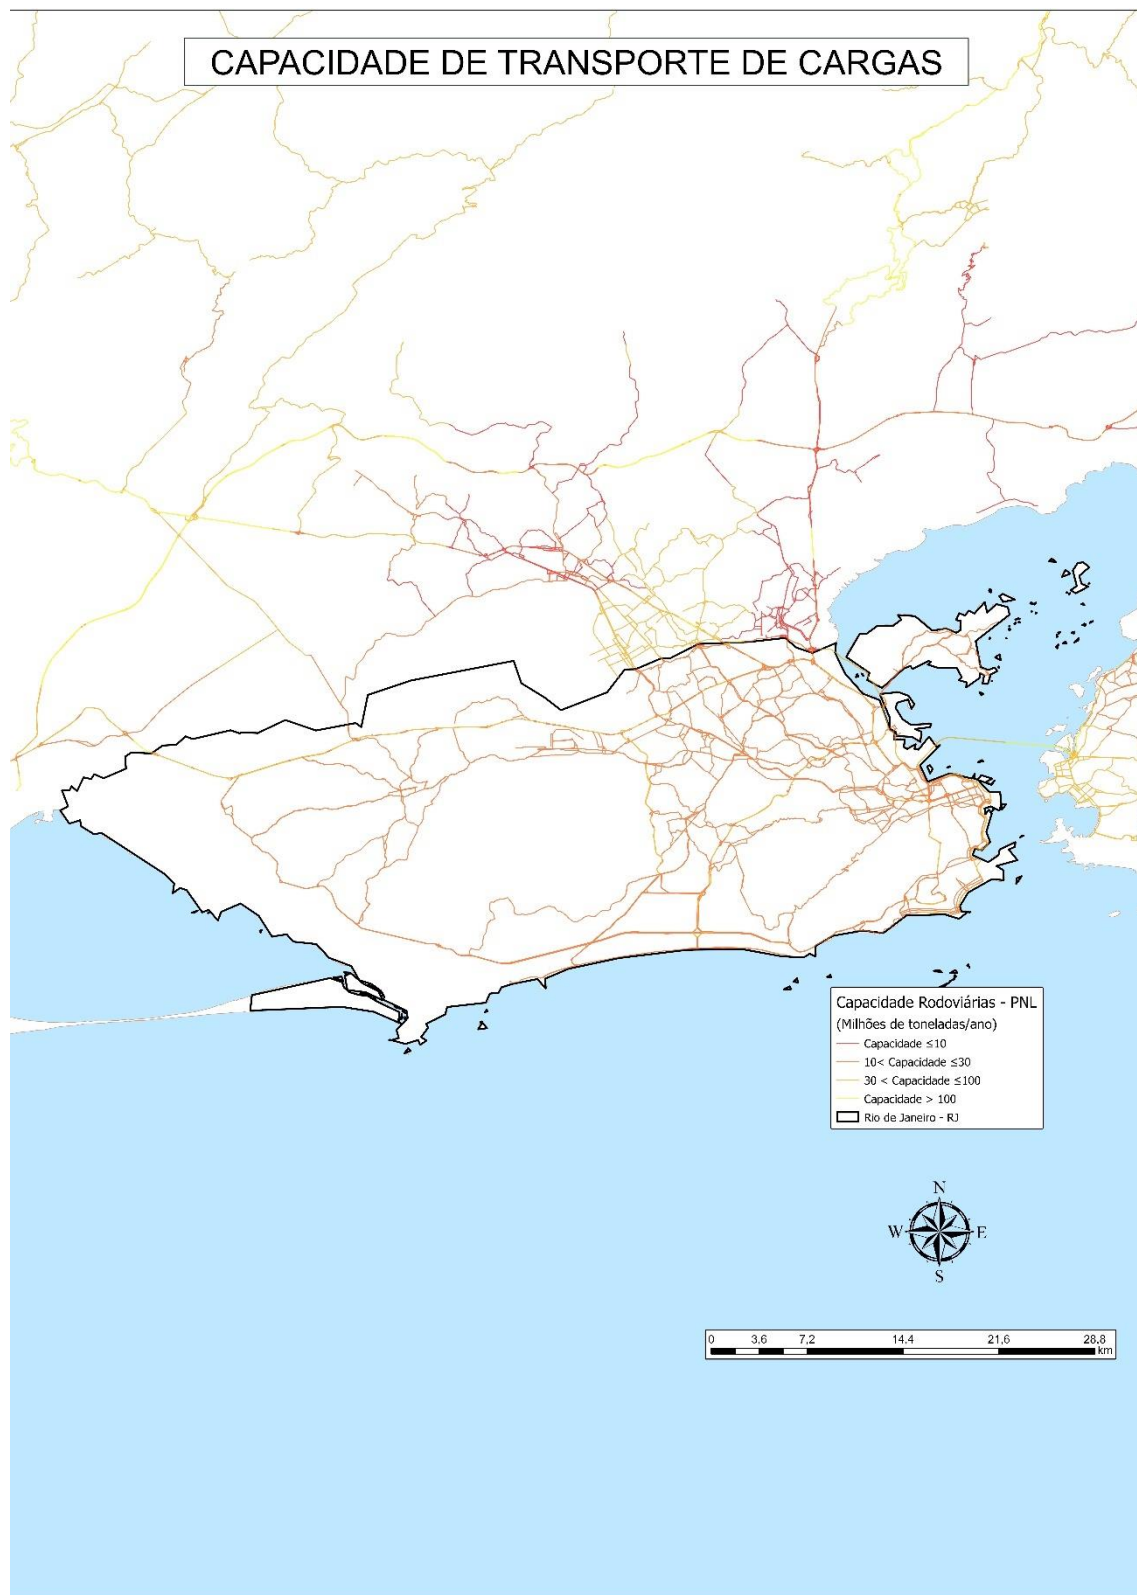 CAPACIDADE DE TRANSPORTE DE CARGAS
Capacidade Rodoviárias - PNL
(Milhões de toneladas/ano)
Capacidade ≤10
10< Capacidade ≤30
30 < Capacidade ≤100
Capacidade > 100
Rio de Janeiro - RJ
N
W E
S
0 3,6 7,2 14,4 21,6 28,8
km